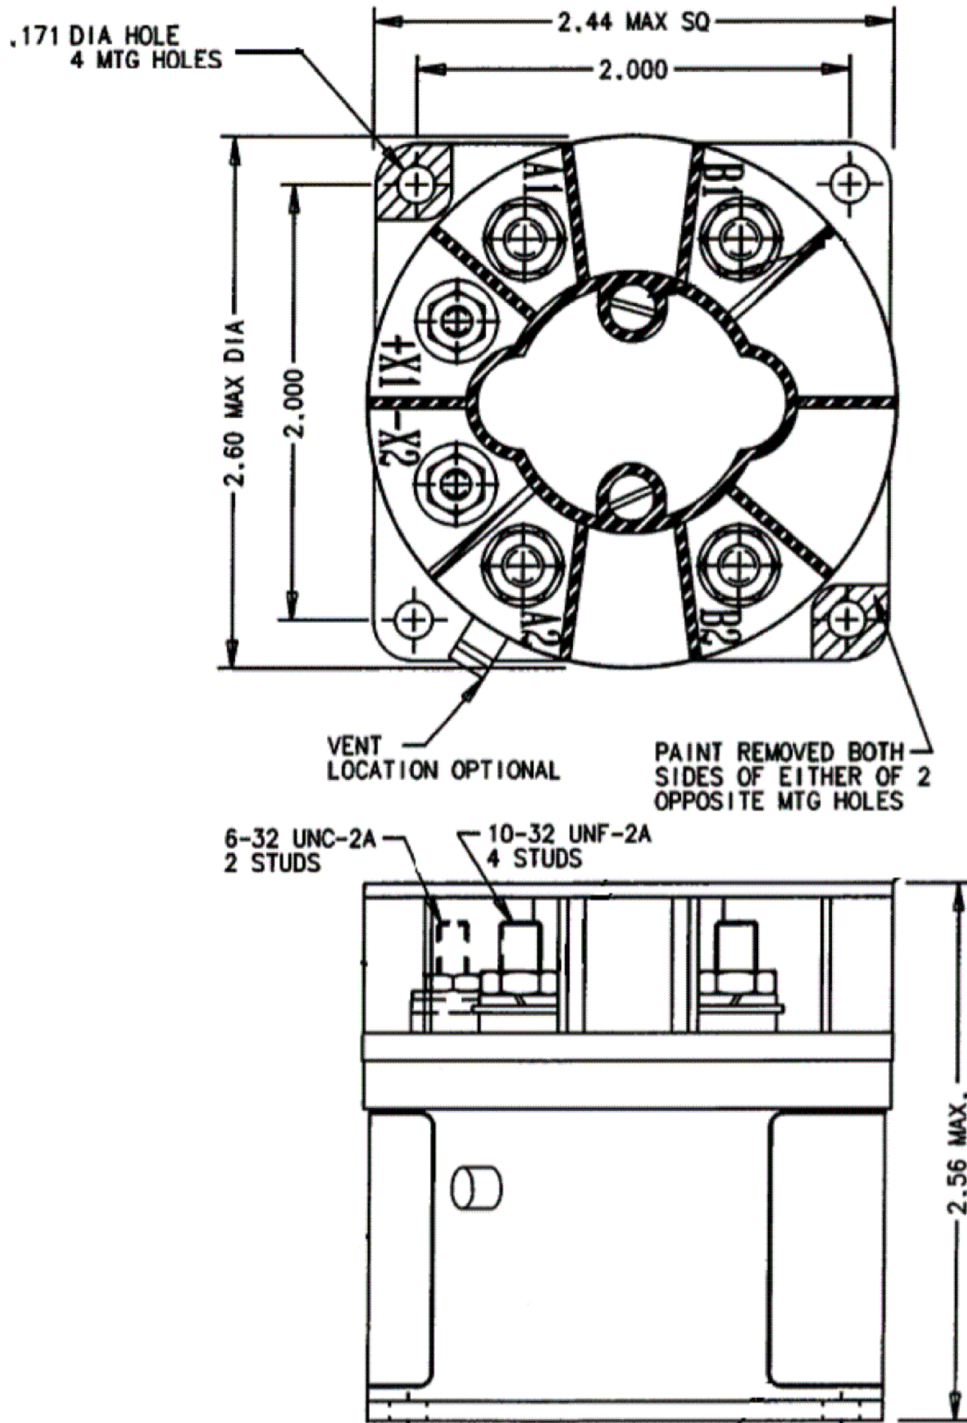 2.44 MAX SQ
.171 DIA HOLE
4 MTG HOLES
2.000
A1
B1
2.60 MAX DIA
2.000
+X1
-X2
A2
B2
VENT
LOCATION OPTIONAL
PAINT REMOVED BOTH
SIDES OF EITHER OF 2
OPPOSITE MTG HOLES
6-32 UNC-2A
2 STUDS
10-32 UNF-2A
4 STUDS
2.56 MAX.